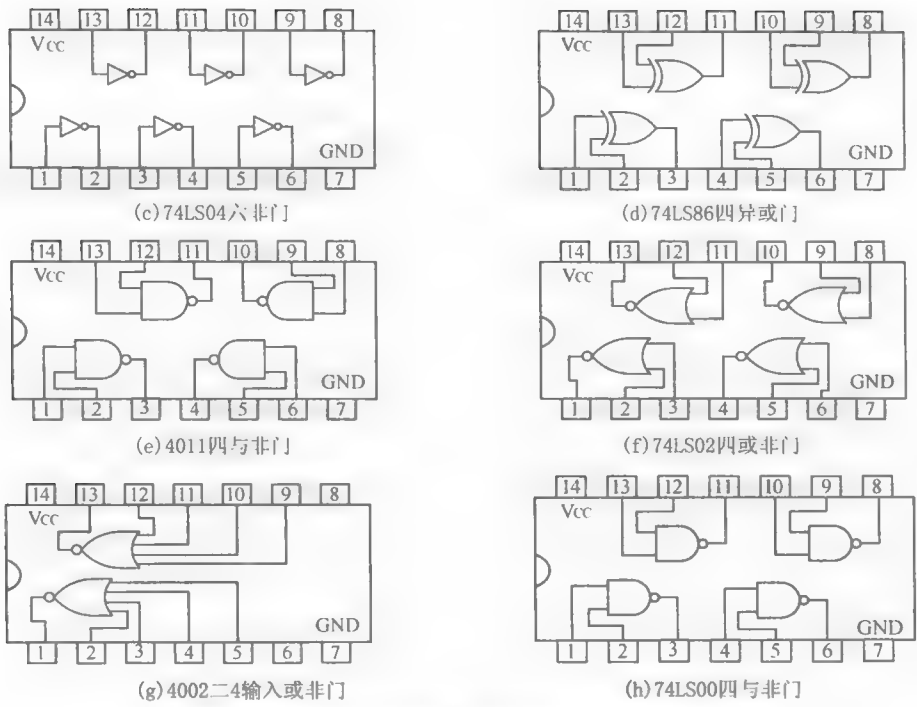 14 13 12 11 10 9 8
Vcc
GND
1 2 3 4 5 6 7
(c)74LS04六非门
14 13 12 11 10 9 8
Vcc
GND
1 2 3 4 5 6 7
(d)74LS86四异或门
14 13 12 11 10 9 8
Vcc
GND
1 2 3 4 5 6 7
(e)4011四与非门
14 13 12 11 10 9 8
Vcc
GND
1 2 3 4 5 6 7
(f)74LS02四或非门
14 13 12 11 10 9 8
Vcc
GND
1 2 3 4 5 6 7
(g)4002二4输入或非门
14 13 12 11 10 9 8
Vcc
GND
1 2 3 4 5 6 7
(h)74LS00四与非门